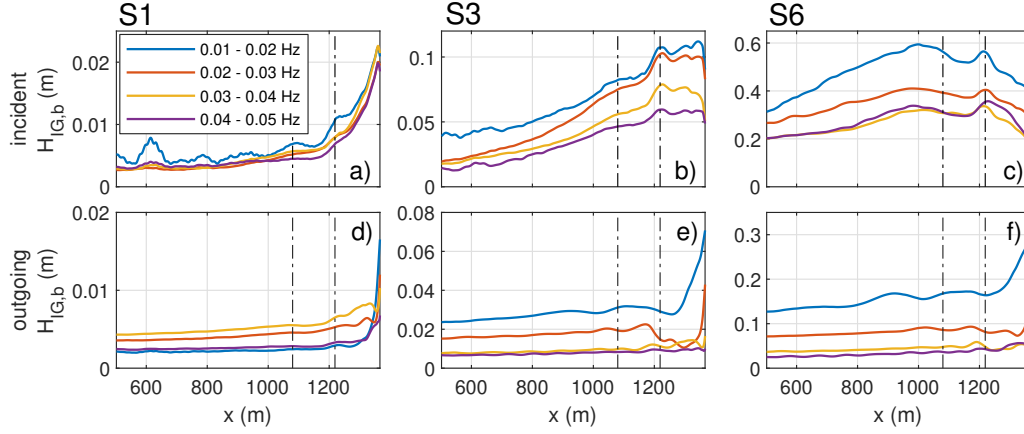 S1 S3 S6
incident
H_IG,b (m)
0.02
0.01
0
0.01 - 0.02 Hz
0.02 - 0.03 Hz
0.03 - 0.04 Hz
0.04 - 0.05 Hz
a)
0.1
0.05
0
b)
0.6
0.4
0.2
0
c)
outgoing
H_IG,b (m)
0.02
0.01
0
d)
600 800 1000 1200
x (m)
0.08
0.06
0.04
0.02
0
e)
600 800 1000 1200
x (m)
0.3
0.2
0.1
0
f)
600 800 1000 1200
x (m)